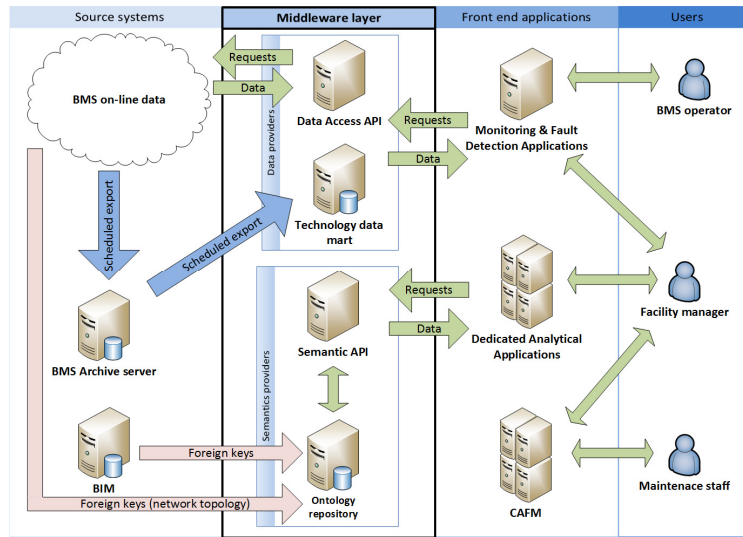 Source systems
Middleware layer
Front end applications
Users
BMS on-line data
Requests
Data
Data Access API
Data providers
Technology data
mart
Requests
Data
Monitoring & Fault
Detection Applications
BMS operator
Scheduled export
Scheduled export
BMS Archive server
Semantics providers
Semantic API
Requests
Data
Dedicated Analytical
Applications
Facility manager
BIM
Foreign keys
Foreign keys (network topology)
Ontology
repository
CAFM
Maintenace staff